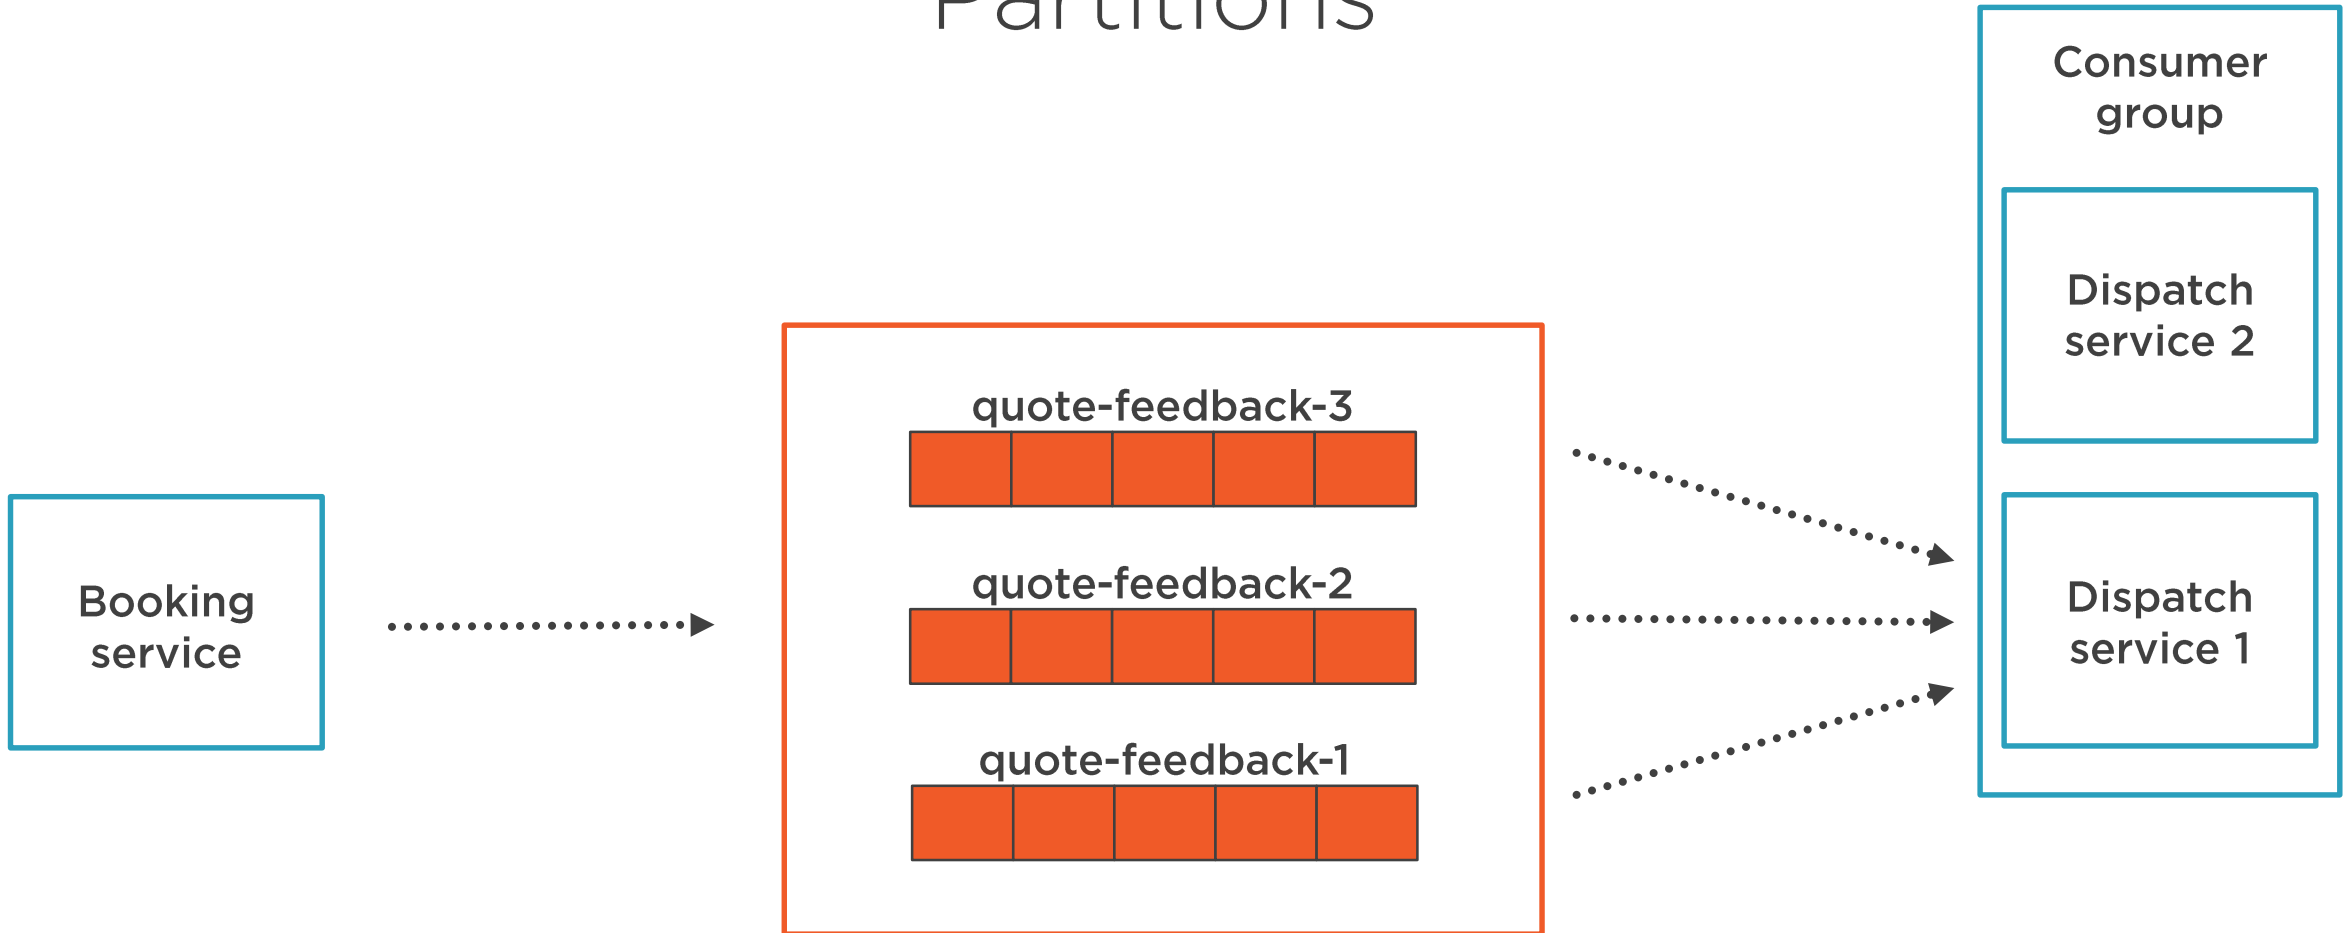 Partitions
Consumer
group
Dispatch
service 2
quote-feedback-3
quote-feedback-2
Booking
service
Dispatch
service 1
quote-feedback-1